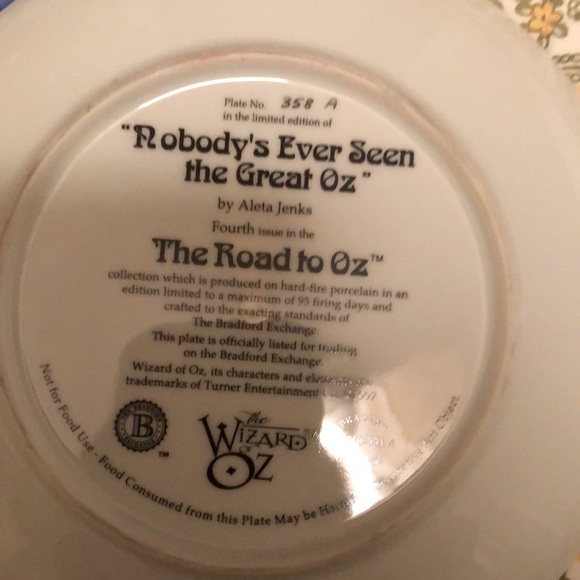 Plate No. 358 A
in the limited edition of
"Nobody's Ever Seen
the Great Oz"
by Aleta Jenks
Fourth issue in the
The Road to Oz™
collection which is produced on hard-fire porcelain in an
edition limited to a maximum of 95 firing days and
crafted to the exacting standards of
The Bradford Exchange.
This plate is officially listed for trading
on the Bradford Exchange.
Wizard of Oz, its characters and
trademarks of Turner Entertainment
B
™
The
Wizard
of
Oz
Not for Food Use - Food Consumed from this Plate May be